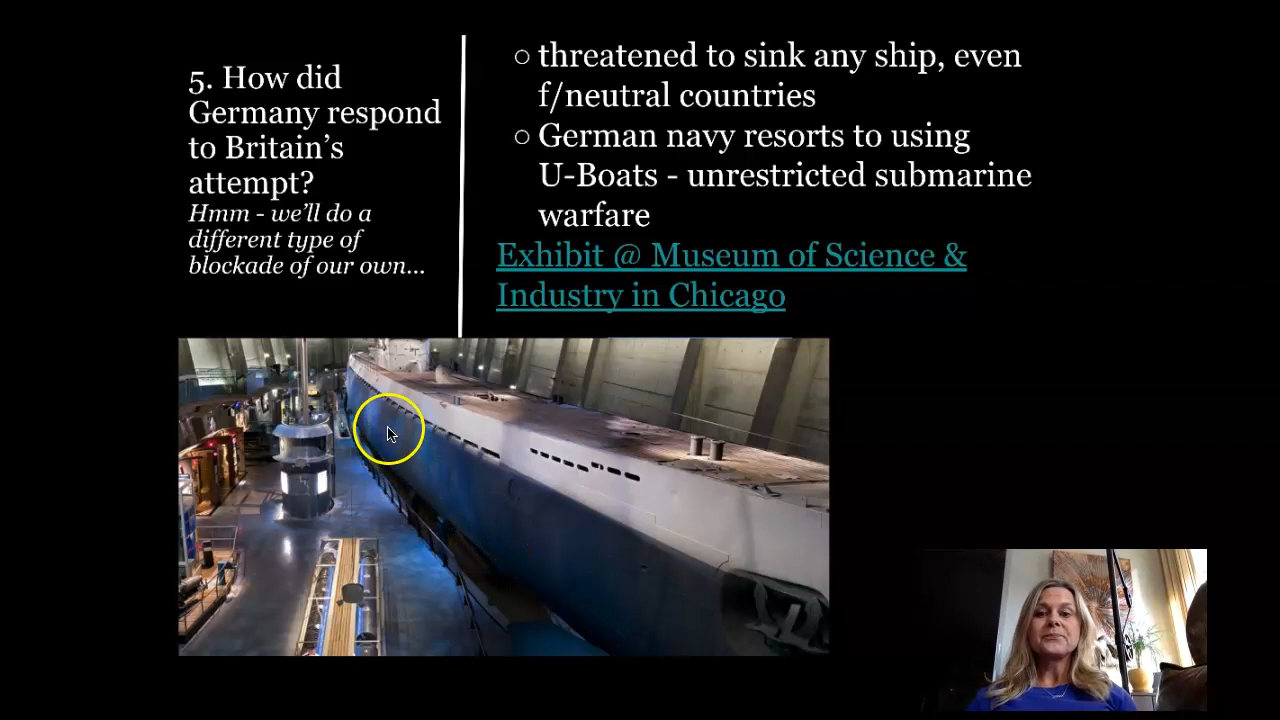 5. How did
Germany respond
to Britain's
attempt?
Hmm - we'll do a
different type of
blockade of our own...
○ threatened to sink any ship, even
f/neutral countries
○ German navy resorts to using
U-Boats - unrestricted submarine
warfare
Exhibit @ Museum of Science &
Industry in Chicago